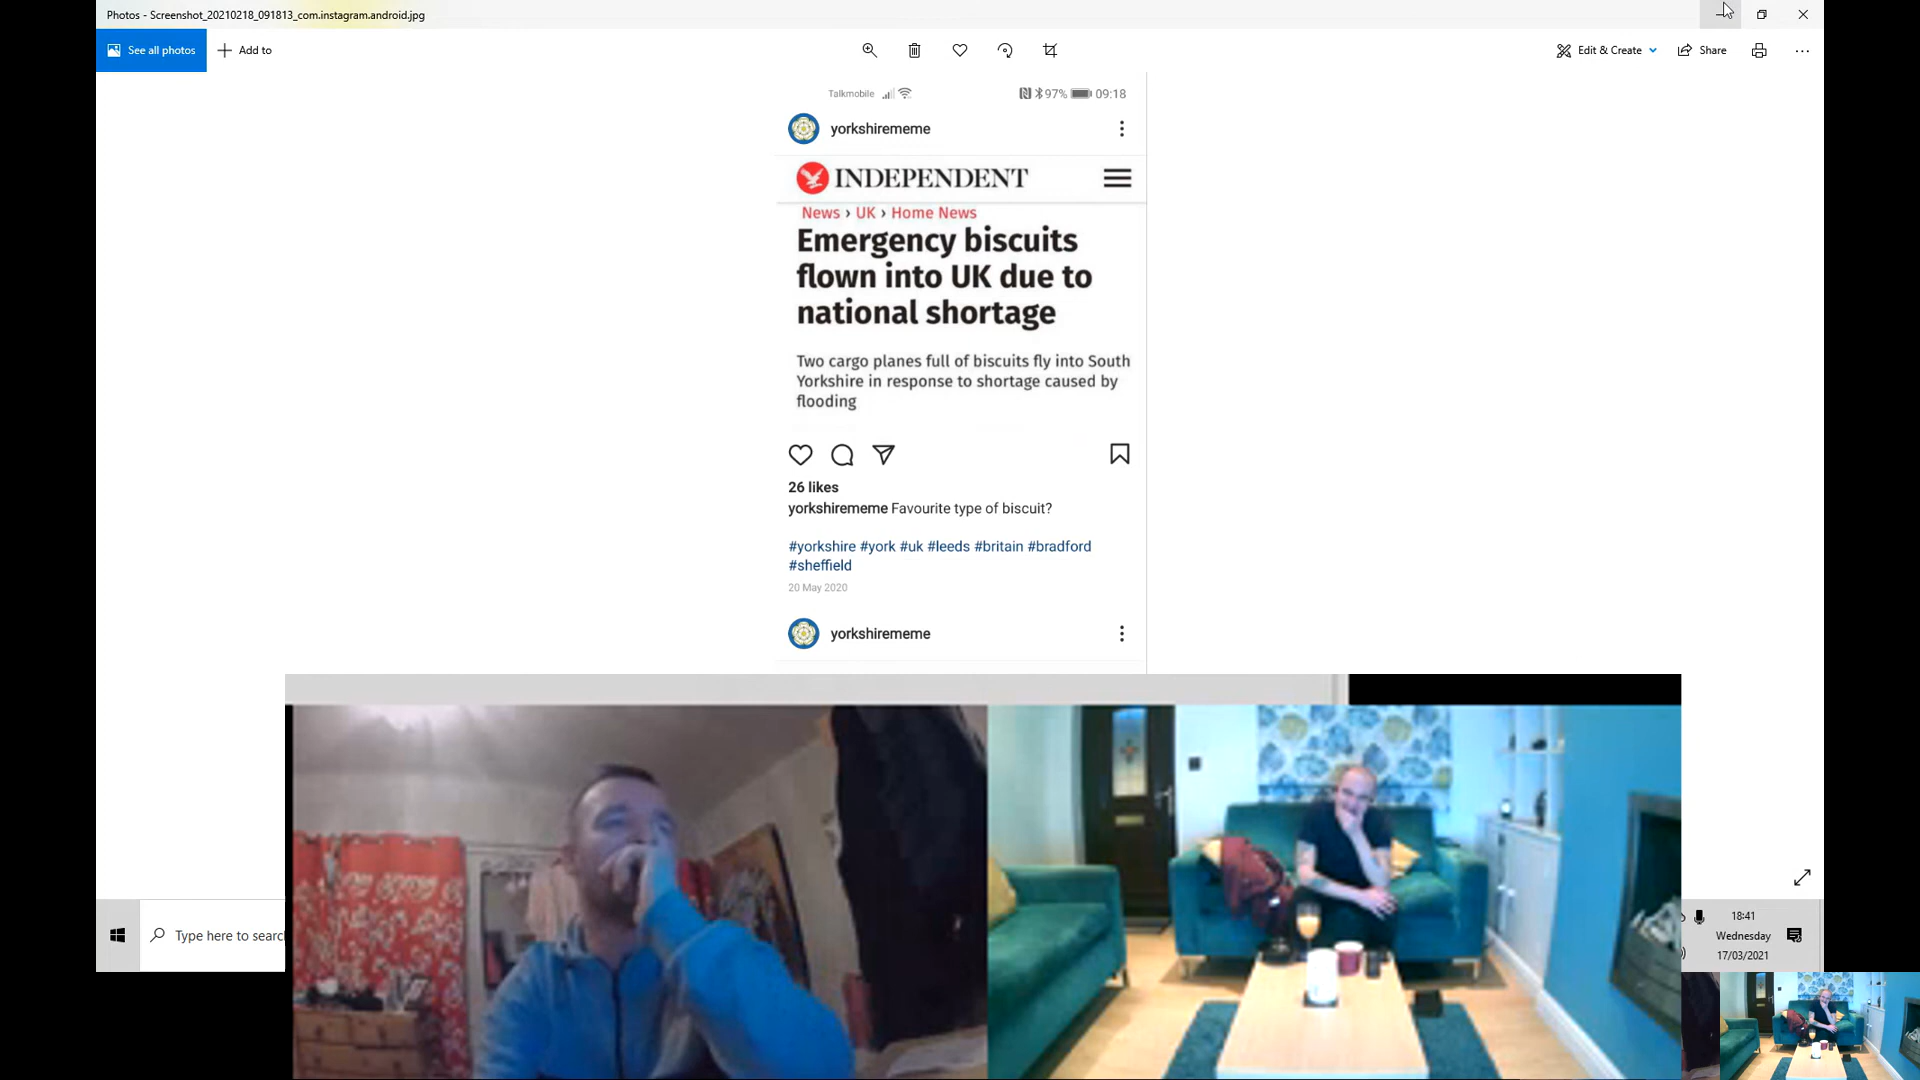 Photos - Screenshot_20210218_091813_com.instagram.android.jpg
See all photos
Add to
Edit & Create
Share
Talkmobile
97%
09:18
yorkshirememe
INDEPENDENT
News › UK › Home News
Emergency biscuits
flown into UK due to
national shortage
Two cargo planes full of biscuits fly into South
Yorkshire in response to shortage caused by
flooding
26 likes
yorkshirememe Favourite type of biscuit?
#yorkshire #york #uk #leeds #britain #bradford
#sheffield
20 May 2020
yorkshirememe
Type here to search
18:41
Wednesday
17/03/2021